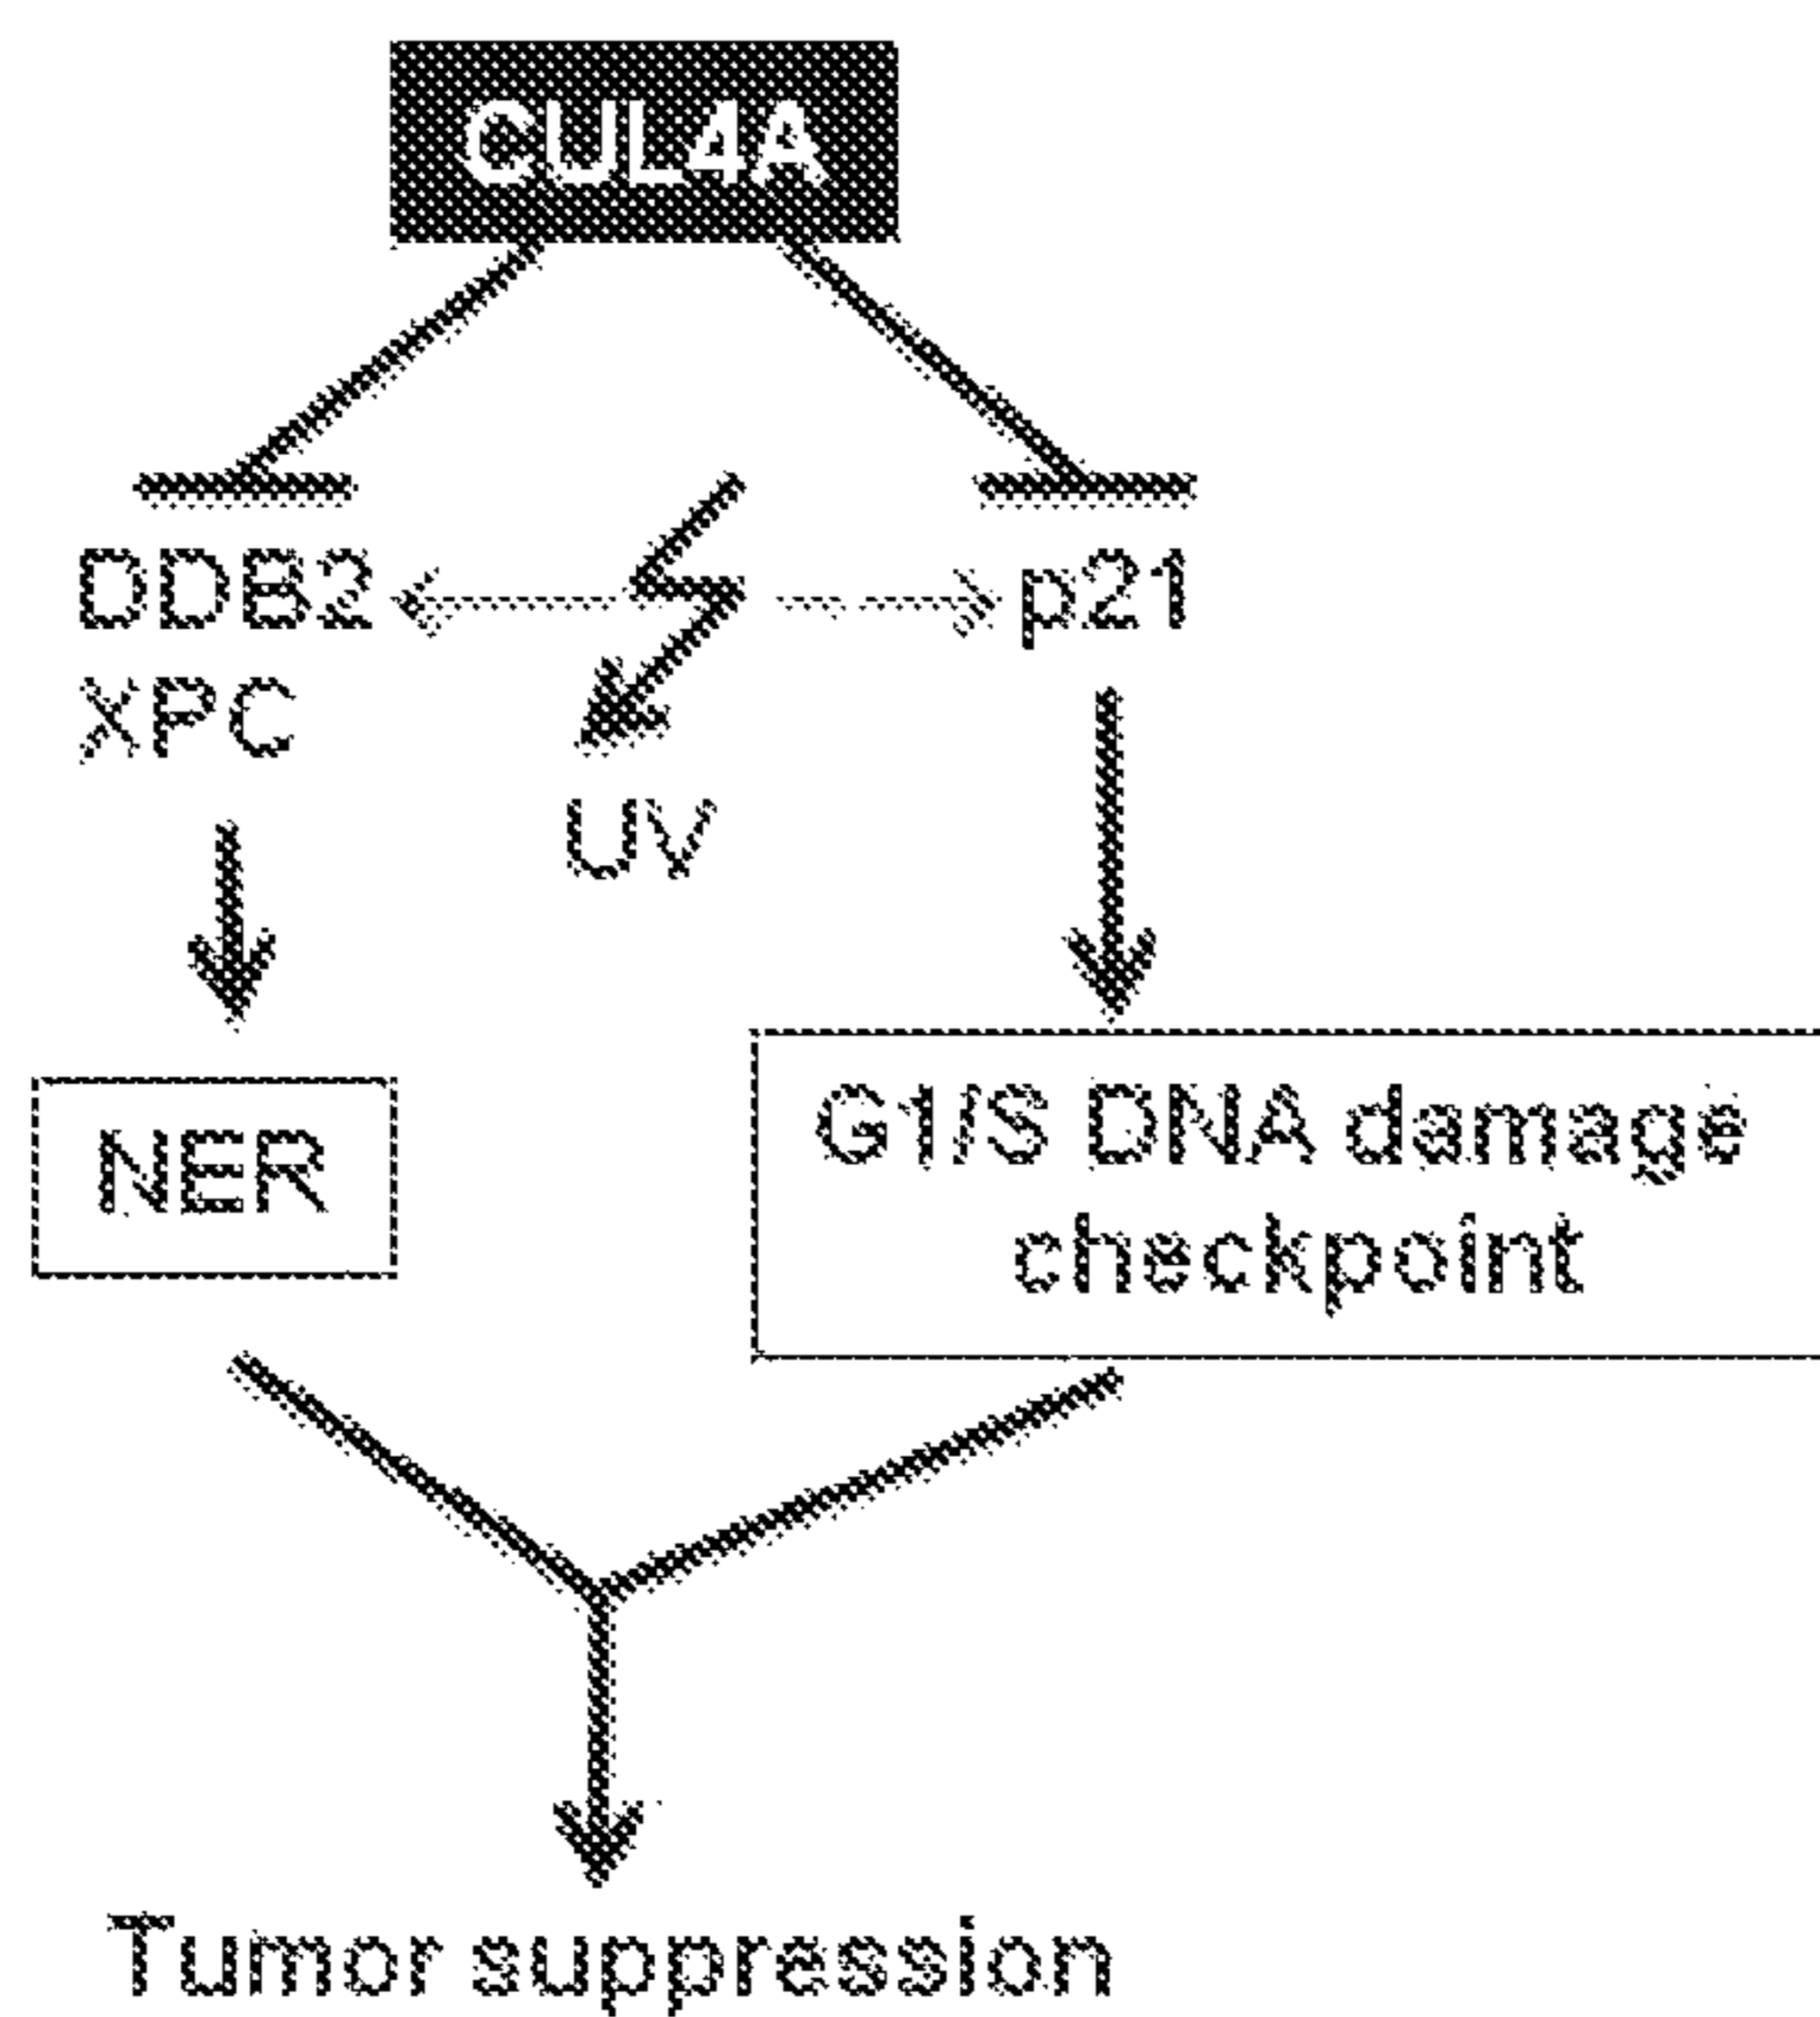 CUL4A
DDB2
p21
XPC
UV
NER
G1/S DNA damage
checkpoint
Tumor suppression